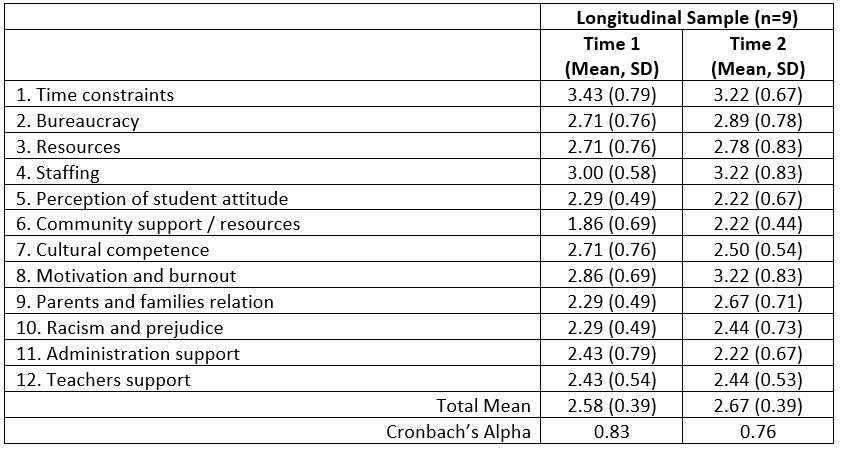 Longitudinal Sample (n=9)
Time 1 (Mean, SD) Time 2 (Mean, SD)
1. Time constraints 3.43 (0.79) 3.22 (0.67)
2. Bureaucracy 2.71 (0.76) 2.89 (0.78)
3. Resources 2.71 (0.76) 2.78 (0.83)
4. Staffing 3.00 (0.58) 3.22 (0.83)
5. Perception of student attitude 2.29 (0.49) 2.22 (0.67)
6. Community support / resources 1.86 (0.69) 2.22 (0.44)
7. Cultural competence 2.71 (0.76) 2.50 (0.54)
8. Motivation and burnout 2.86 (0.69) 3.22 (0.83)
9. Parents and families relation 2.29 (0.49) 2.67 (0.71)
10. Racism and prejudice 2.29 (0.49) 2.44 (0.73)
11. Administration support 2.43 (0.79) 2.22 (0.67)
12. Teachers support 2.43 (0.54) 2.44 (0.53)
Total Mean 2.58 (0.39) 2.67 (0.39)
Cronbach’s Alpha 0.83 0.76